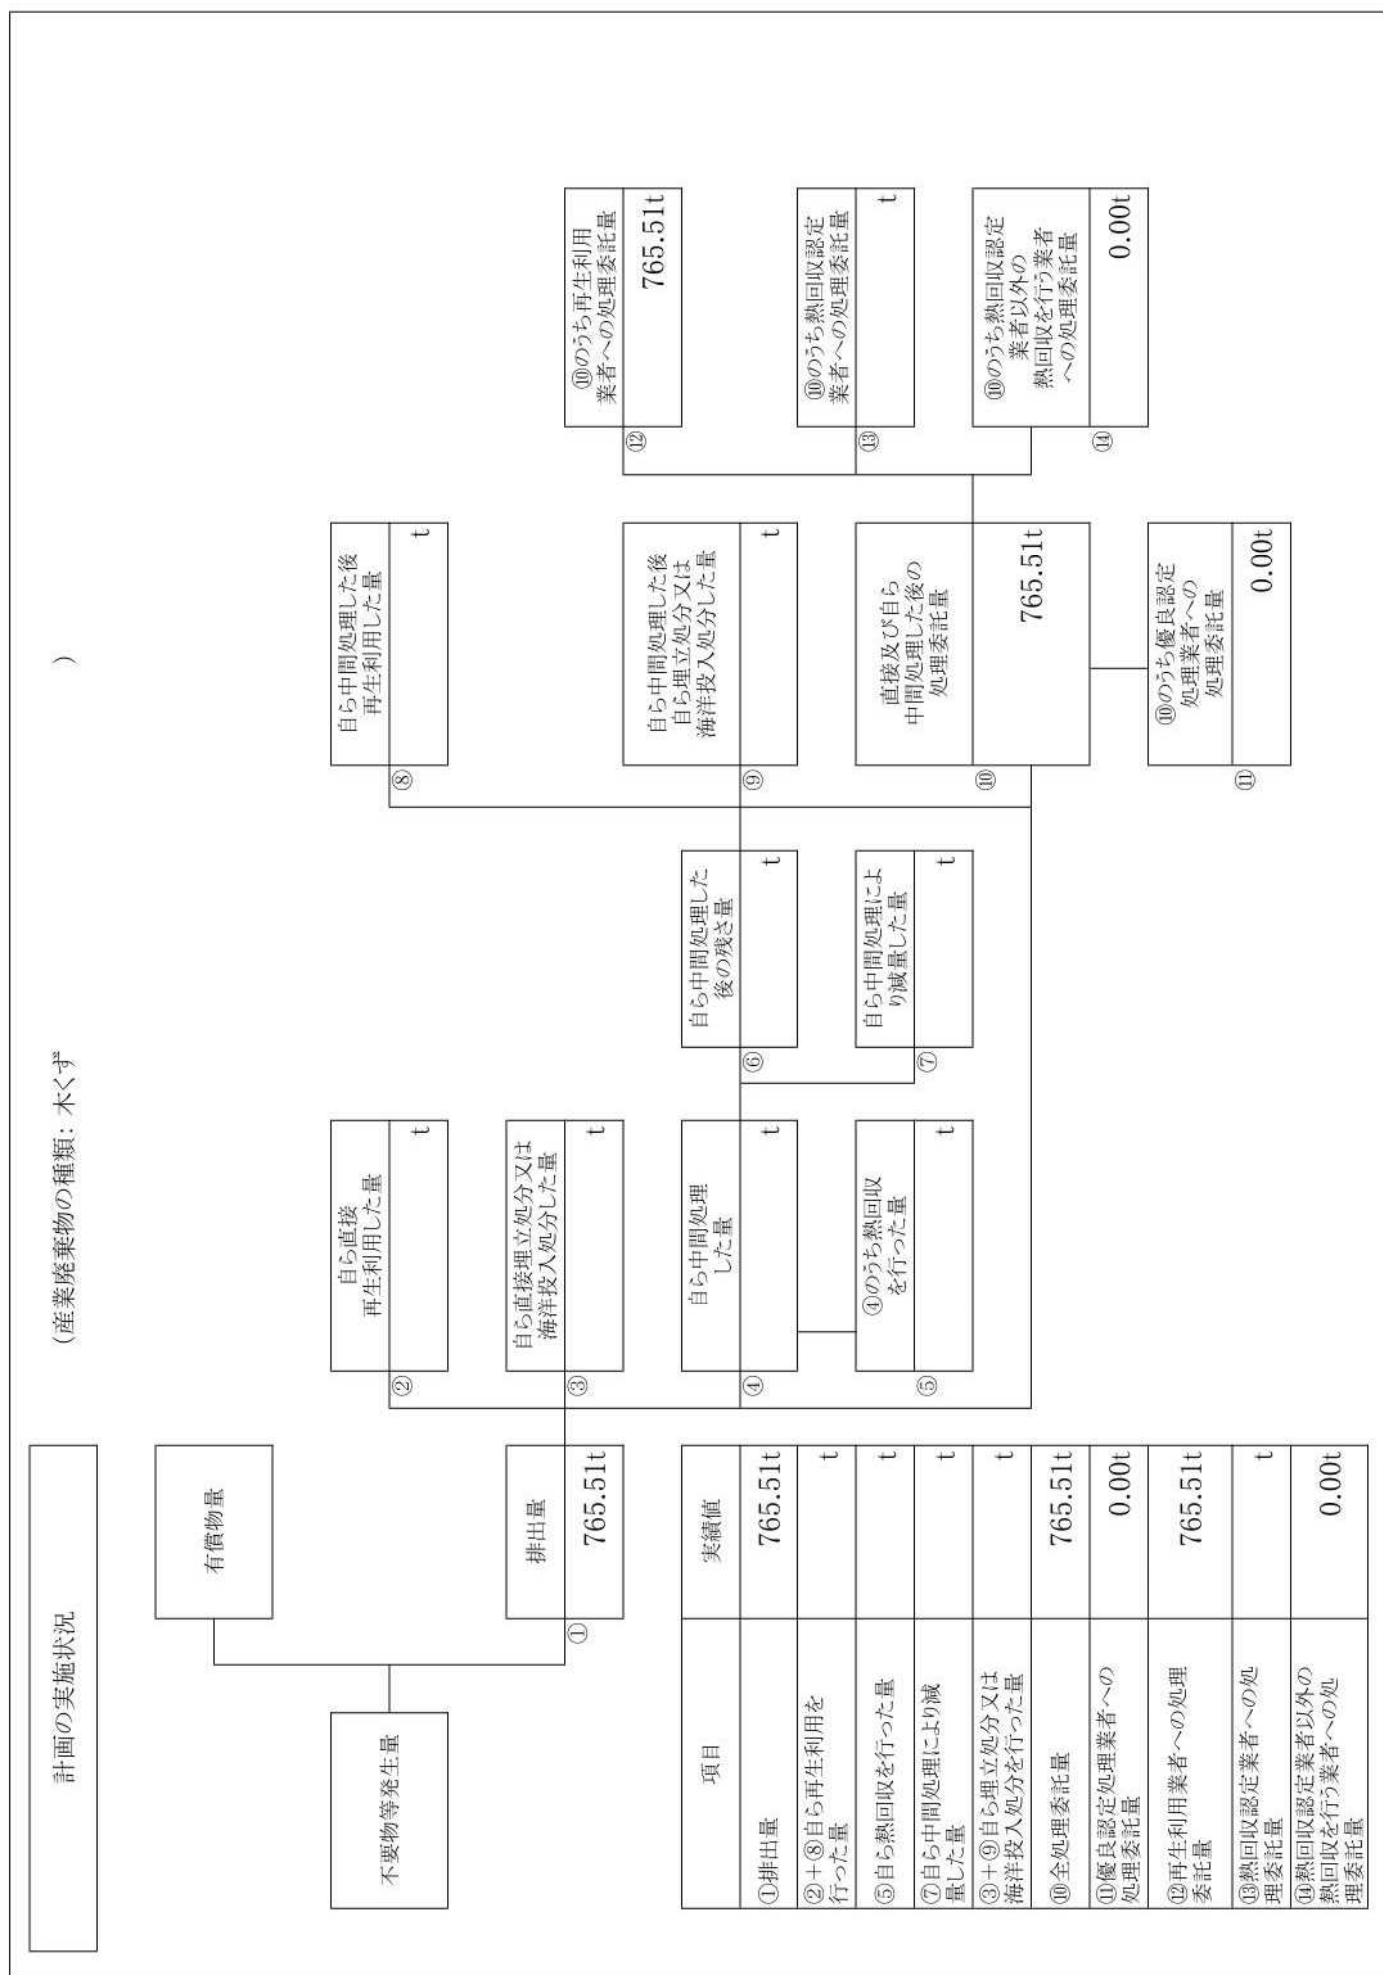 計画の実施状況
（産業廃棄物の種類：木くず　）
不要物等発生量
有償物量
①
排出量
765.51t
②
自ら直接
再生利用した量
t
③
自ら直接埋立処分又は
海洋投入処分した量
t
④
自ら中間処理
した量
t
⑤
④のうち熱回収
を行った量
t
⑥
自ら中間処理した
後の残さ量
t
⑦
自ら中間処理によ
り減量した量
t
⑧
自ら中間処理した後
再生利用した量
t
⑨
自ら中間処理した後
自ら埋立処分又は
海洋投入処分した量
t
⑩
直接及び自ら
中間処理した後の
処理委託量
765.51t
⑪
⑩のうち優良認定
処理業者への
処理委託量
0.00t
⑫
⑩のうち再生利用
業者への処理委託量
765.51t
⑬
⑩のうち熱回収認定
業者への処理委託量
t
⑭
⑩のうち熱回収認定
業者以外の
熱回収を行う業者
への処理委託量
0.00t
項目
実績値
①排出量
765.51t
②＋⑧自ら再生利用を
行った量
t
⑤自ら熱回収を行った量
t
⑦自ら中間処理により減
量した量
t
③＋⑨自ら埋立処分又は
海洋投入処分を行った量
t
⑩全処理委託量
765.51t
⑪優良認定処理業者への
処理委託量
0.00t
⑫再生利用業者への処理
委託量
765.51t
⑬熱回収認定業者への処
理委託量
t
⑭熱回収認定業者以外の
熱回収を行う業者への処
理委託量
0.00t